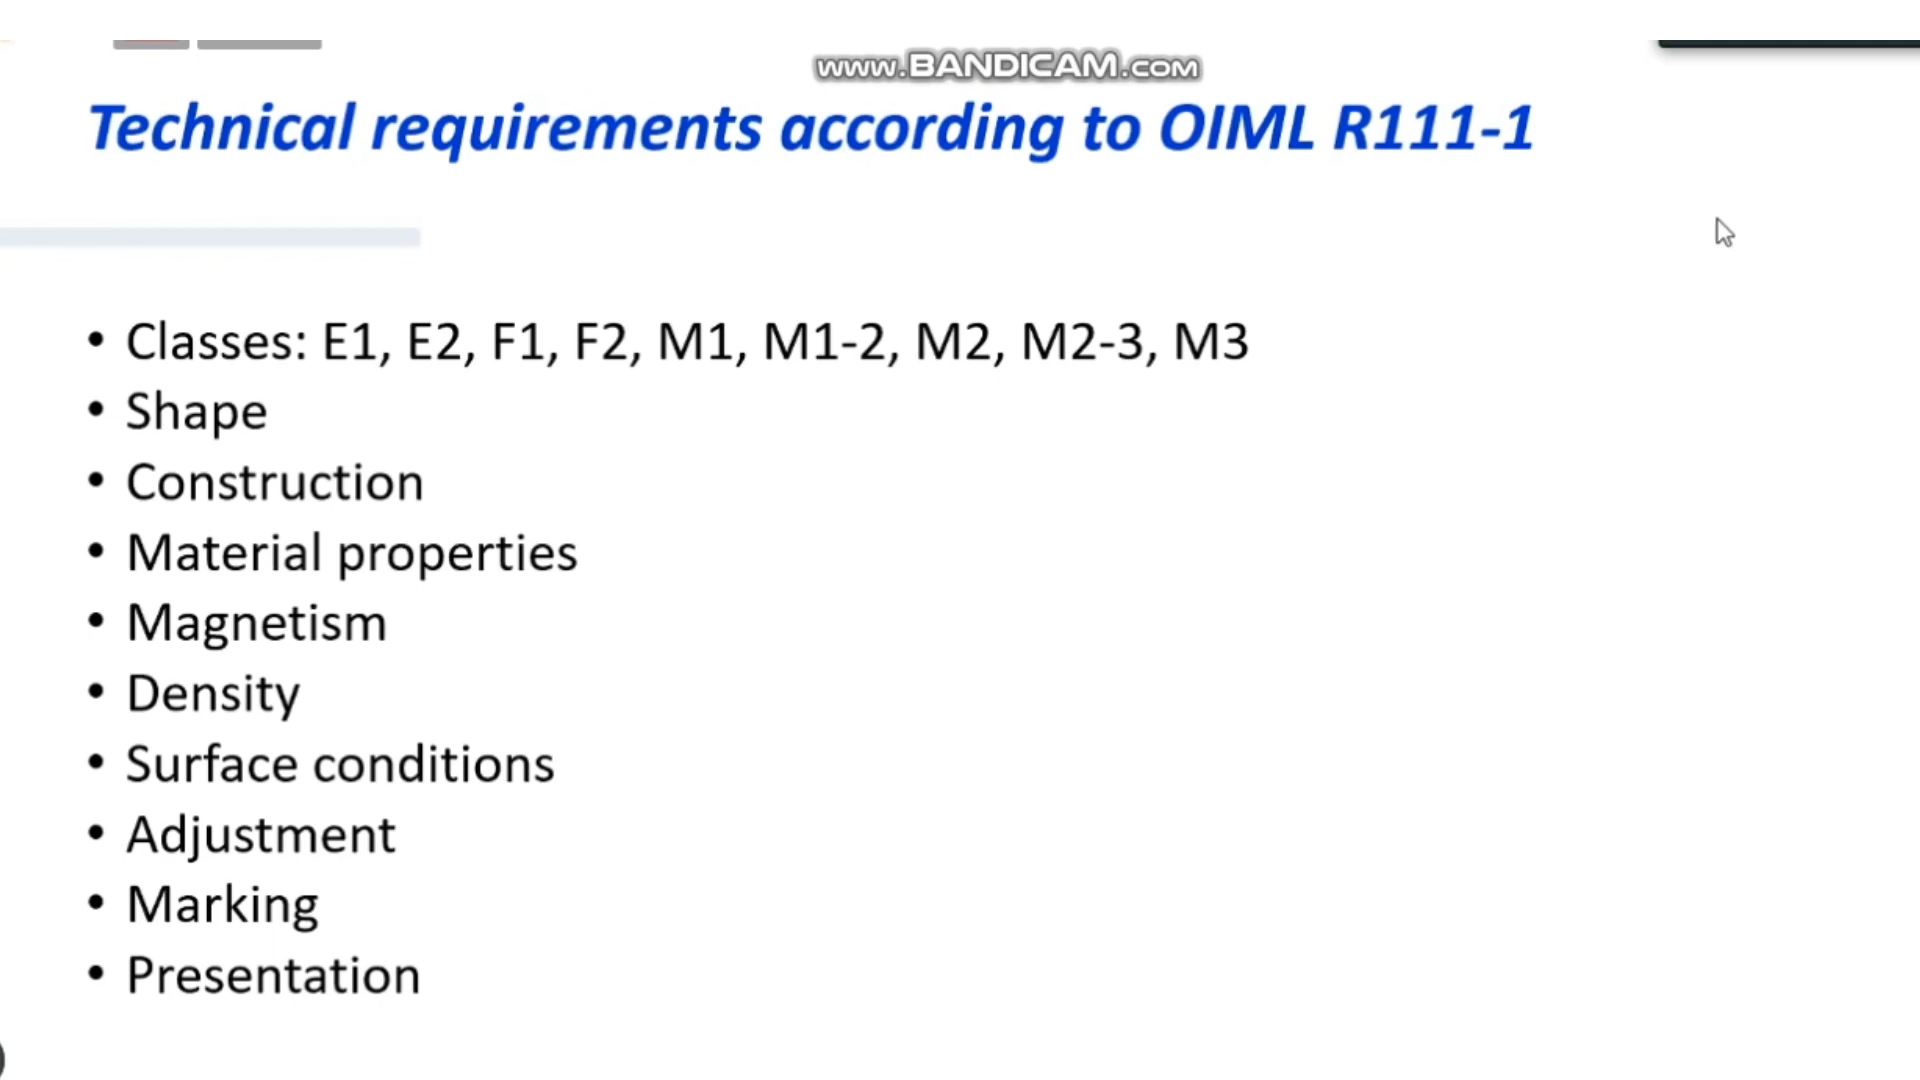 www.BANDICAM.com
Technical requirements according to OIML R111-1
• Classes: E1, E2, F1, F2, M1, M1-2, M2, M2-3, M3
• Shape
• Construction
• Material properties
• Magnetism
• Density
• Surface conditions
• Adjustment
• Marking
• Presentation